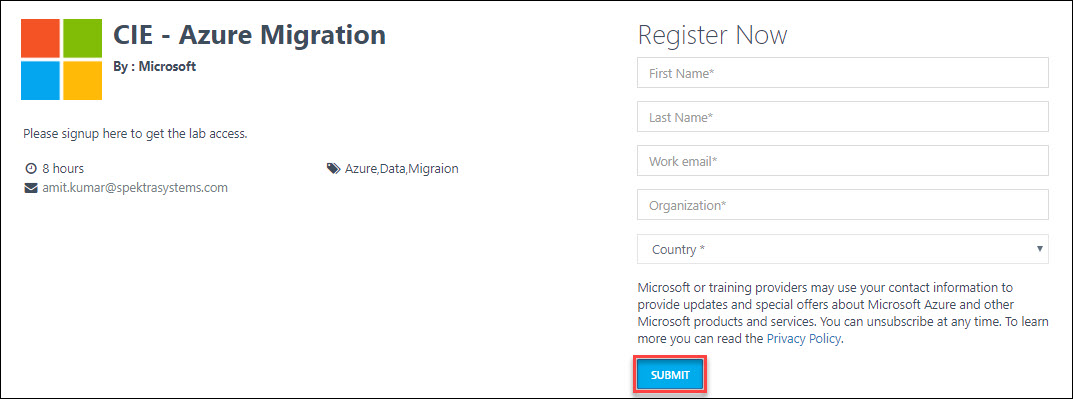 CIE - Azure Migration
By : Microsoft
Please signup here to get the lab access.
8 hours
Azure,Data,Migraion
amit.kumar@spektrasystems.com
Register Now
First Name*
Last Name*
Work email*
Organization*
Country *
Microsoft or training providers may use your contact information to
provide updates and special offers about Microsoft Azure and other
Microsoft products and services. You can unsubscribe at any time. To learn
more you can read the Privacy Policy.
SUBMIT